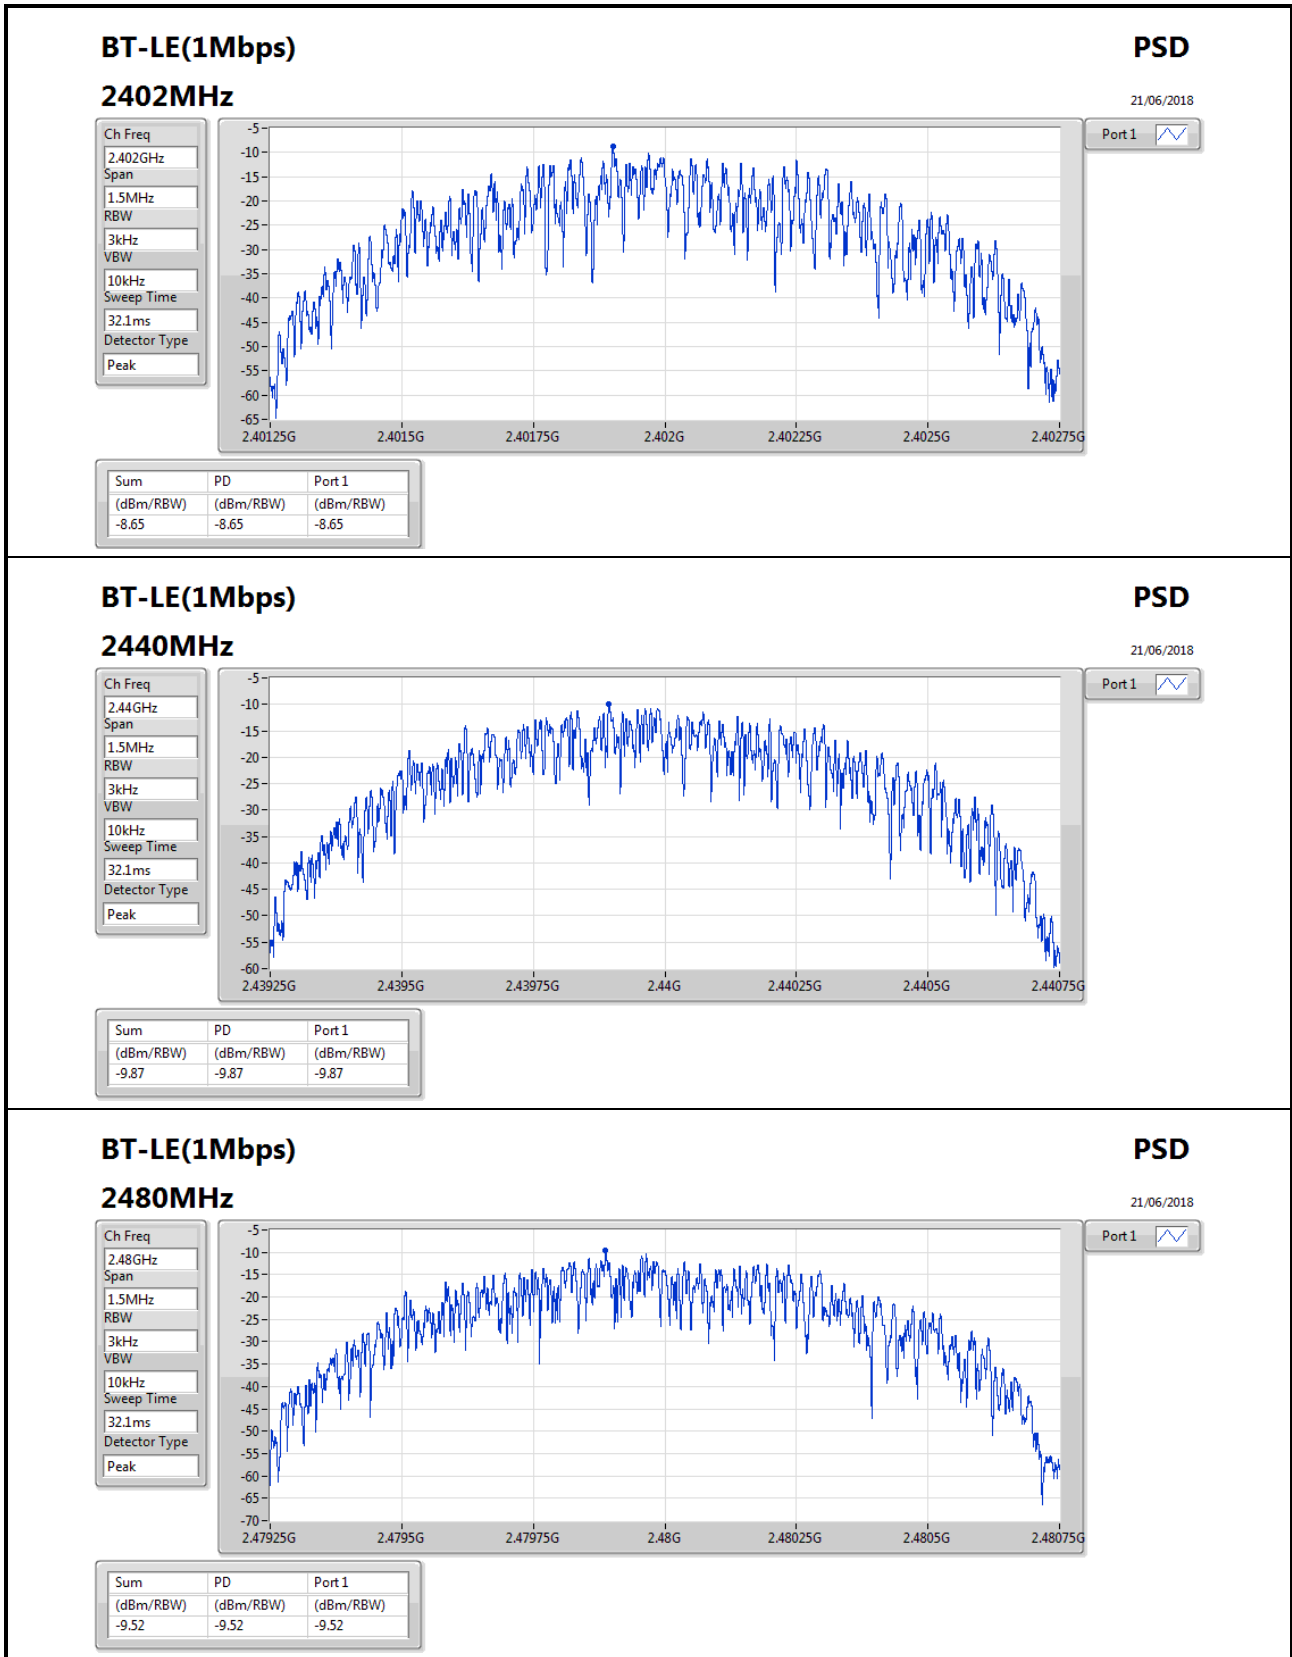 BT-LE(1Mbps)
PSD
2402MHz
21/06/2018
Ch Freq
2.402GHz
Span
1.5MHz
RBW
3kHz
VBW
10kHz
Sweep Time
32.1ms
Detector Type
Peak
-5
-10
-15
-20
-25
-30
-35
-40
-45
-50
-55
-60
-65
2.40125G 2.4015G 2.40175G 2.402G 2.40225G 2.4025G 2.40275G
Port 1
Sum PD Port 1
(dBm/RBW) (dBm/RBW) (dBm/RBW)
-8.65 -8.65 -8.65
BT-LE(1Mbps)
PSD
2440MHz
21/06/2018
Ch Freq
2.44GHz
Span
1.5MHz
RBW
3kHz
VBW
10kHz
Sweep Time
32.1ms
Detector Type
Peak
-5
-10
-15
-20
-25
-30
-35
-40
-45
-50
-55
-60
2.43925G 2.4395G 2.43975G 2.44G 2.44025G 2.4405G 2.44075G
Port 1
Sum PD Port 1
(dBm/RBW) (dBm/RBW) (dBm/RBW)
-9.87 -9.87 -9.87
BT-LE(1Mbps)
PSD
2480MHz
21/06/2018
Ch Freq
2.48GHz
Span
1.5MHz
RBW
3kHz
VBW
10kHz
Sweep Time
32.1ms
Detector Type
Peak
-5
-10
-15
-20
-25
-30
-35
-40
-45
-50
-55
-60
-65
-70
2.47925G 2.4795G 2.47975G 2.48G 2.48025G 2.4805G 2.48075G
Port 1
Sum PD Port 1
(dBm/RBW) (dBm/RBW) (dBm/RBW)
-9.52 -9.52 -9.52